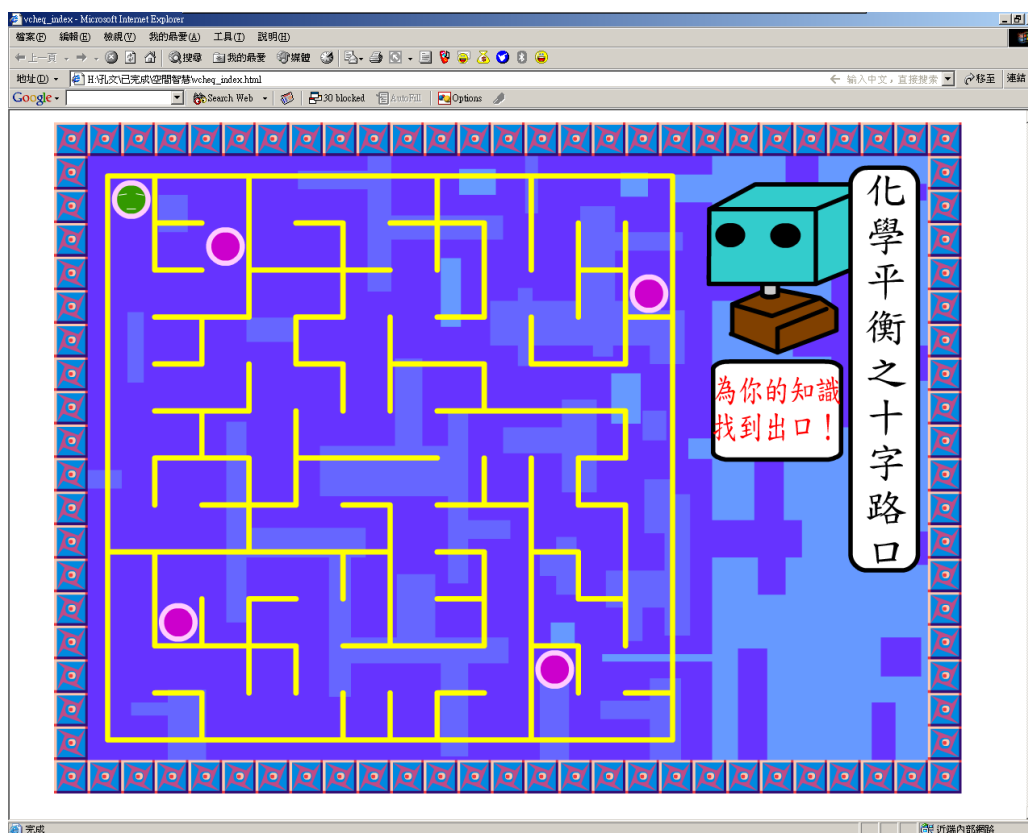 vcheq_index - Microsoft Internet Explorer
檔案(F) 編輯(E) 檢視(V) 我的最愛(A) 工具(T) 說明(H)
上一頁 搜尋 我的最愛 媒體
地址(D) H:\孔文\已完成\空間智慧\vcheq_index.html 輸入中文，直接搜索 移至 連結
Google Search Web 30 blocked AutoFill Options
化學平衡之十字路口
為你的知識
找到出口！
完成 近端內部網路